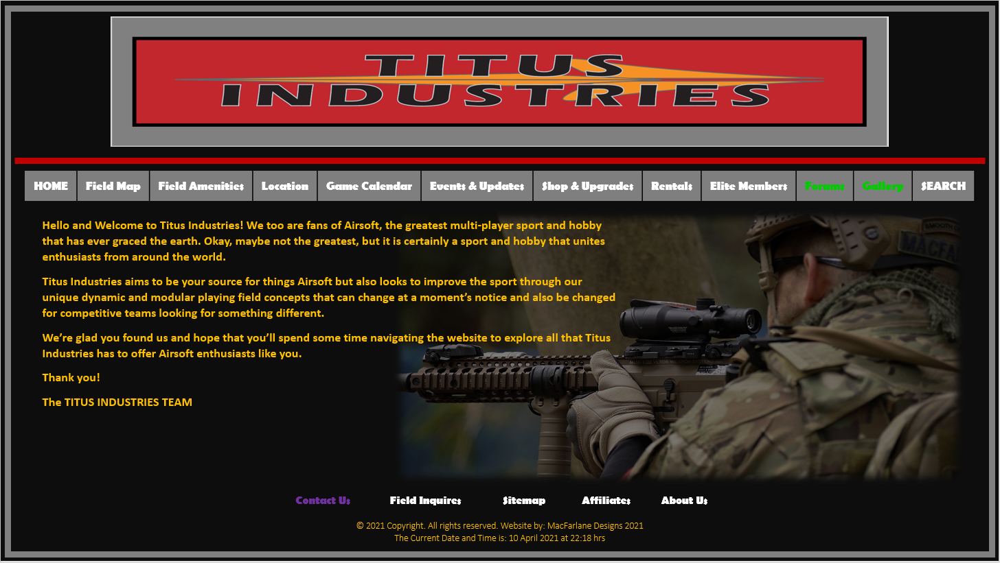 TITUS
INDUSTRIES
HOME Field Map Field Amenities Location Game Calendar Events & Updates Shop & Upgrades Rentals Elite Members Forums Gallery SEARCH
Hello and Welcome to Titus Industries! We too are fans of Airsoft, the greatest multi-player sport and hobby
that has ever graced the earth. Okay, maybe not the greatest, but it is certainly a sport and hobby that unites
enthusiasts from around the world.
Titus Industries aims to be your source for things Airsoft but also looks to improve the sport through our
unique dynamic and modular playing field concepts that can change at a moment’s notice and also be changed
for competitive teams looking for something different.
We’re glad you found us and hope that you’ll spend some time navigating the website to explore all that Titus
Industries has to offer Airsoft enthusiasts like you.
Thank you!
The TITUS INDUSTRIES TEAM
Contact Us Field Inquires Sitemap Affiliates About Us
© 2021 Copyright. All rights reserved. Website by: MacFarlane Designs 2021
The Current Date and Time is: 10 April 2021 at 22:18 hrs